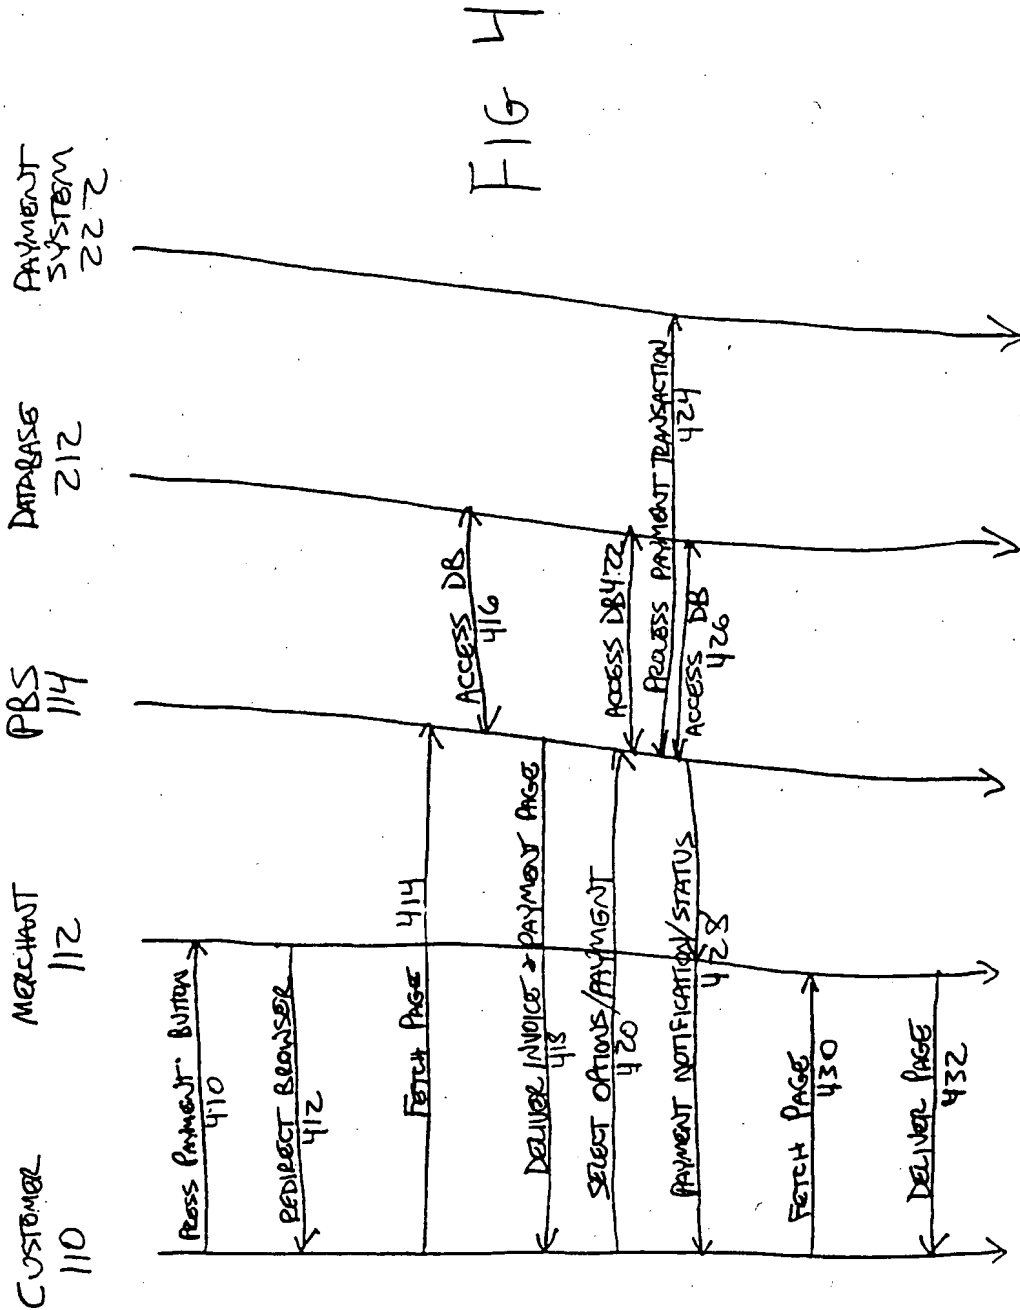 CUSTOMER
110
MERCHANT
112
PBS
114
DATABASE
212
PAYMENT
SYSTEM
222
PRESS PAYMENT BUTTON
410
REDIRECT BROWSER
412
FETCH PAGE 414
ACCESS DB
416
DELIVER INVOICE & PAYMENT PAGE
418
SELECT OPTIONS/PAYMENT
420
ACCESS DB 422
PROCESS PAYMENT TRANSACTION
424
ACCESS DB
426
PAYMENT NOTIFICATION/STATUS
428
FETCH PAGE
430
DELIVER PAGE
432
FIG 4